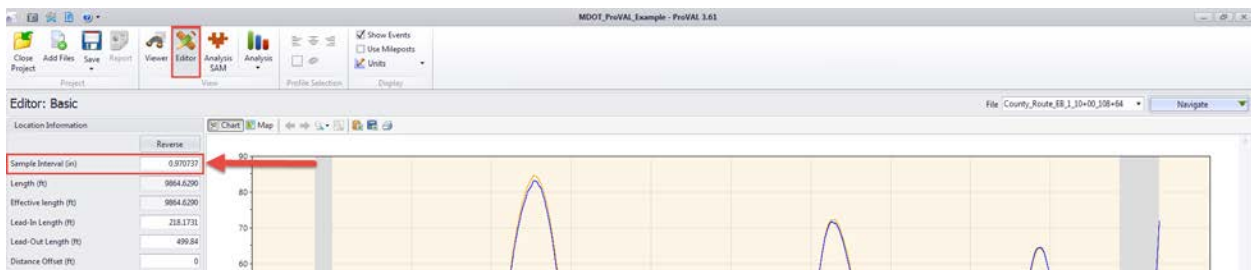 MDOT_ProVAL_Example - ProVAL 3.61
Close Project
Add Files
Save
Report
Viewer
Editor
Analysis SAM
Analysis
Show Events
Use Mileposts
Units
Project
View
Profile Selection
Display
Editor: Basic
File County_Route_EB_1_10+00_108+64
Navigate
Location Information
Chart Map
Reverse
Sample Interval (in) 0.970737
Length (ft) 9864.6290
Effective length (ft) 9864.6290
Lead-In Length (ft) 218.1731
Lead-Out Length (ft) 499.84
Distance Offset (ft) 0
90
80
70
60